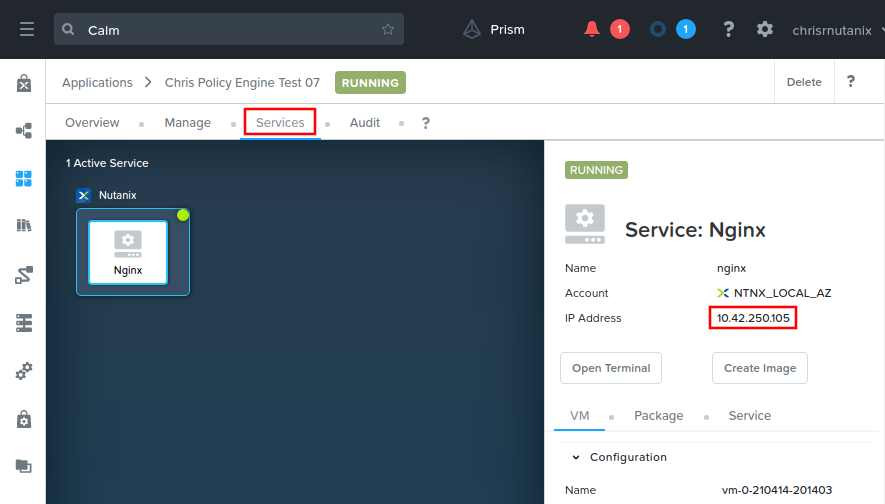 Calm
Prism
1
1
?
chrisrnutanix
Applications > Chris Policy Engine Test 07 RUNNING
Delete
?
Overview
Manage
Services
Audit
?
1 Active Service
Nutanix
Nginx
RUNNING
Service: Nginx
Name nginx
Account NTNX_LOCAL_AZ
IP Address 10.42.250.105
Open Terminal
Create Image
VM
Package
Service
Configuration
Name vm-0-210414-201403